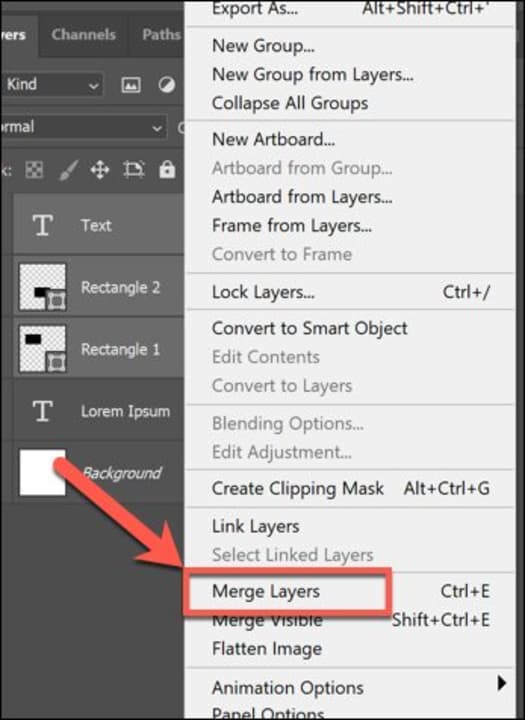 Export As... Alt+Shift+Ctrl+'
vers Channels Paths
New Group...
New Group from Layers...
Kind
Collapse All Groups
ormal
New Artboard...
Artboard from Group...
k:
Artboard from Layers...
Frame from Layers...
T Text
Convert to Frame
Rectangle 2
Lock Layers... Ctrl+/
Convert to Smart Object
Rectangle 1
Edit Contents
Convert to Layers
T Lorem Ipsum
Blending Options...
Edit Adjustment...
Background
Create Clipping Mask Alt+Ctrl+G
Link Layers
Select Linked Layers
Merge Layers Ctrl+E
Merge Visible Shift+Ctrl+E
Flatten Image
Animation Options
Panel Options...